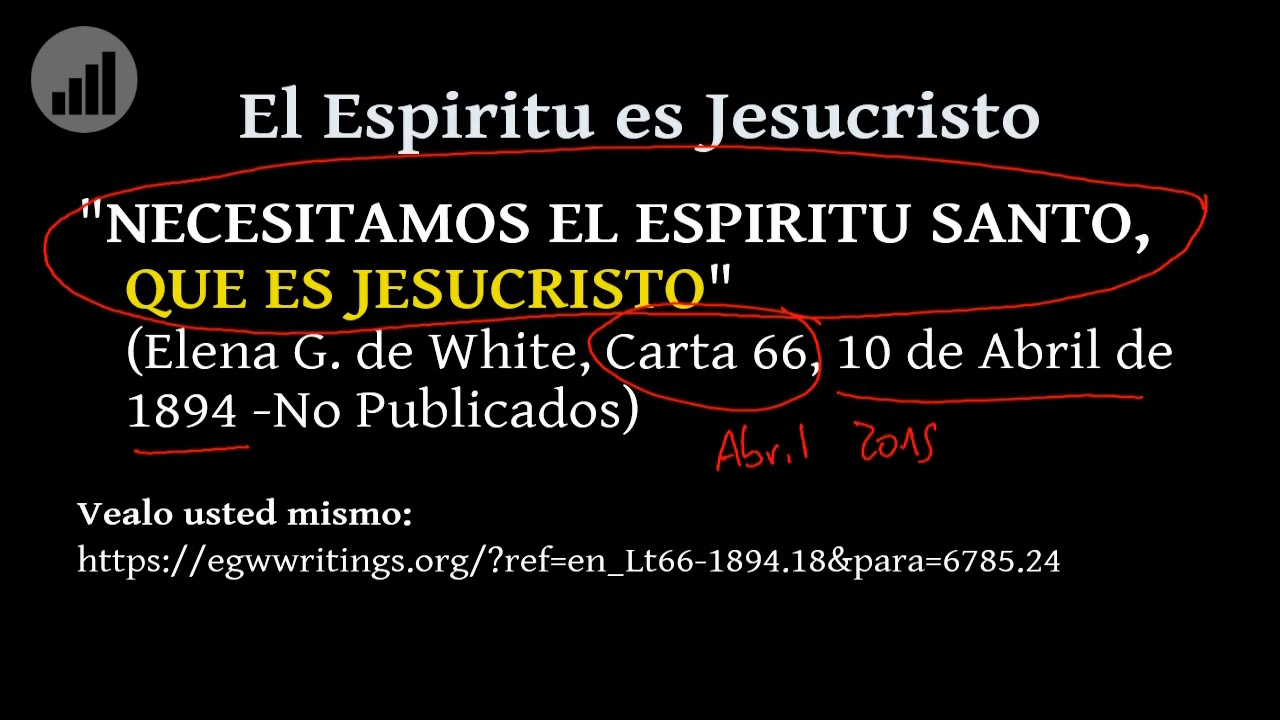 El Espiritu es Jesucristo
"NECESITAMOS EL ESPIRITU SANTO,
QUE ES JESUCRISTO"
(Elena G. de White, Carta 66, 10 de Abril de
1894 -No Publicados)
Abril 2015
Vealo usted mismo:
https://egwwritings.org/?ref=en_Lt66-1894.18&para=6785.24